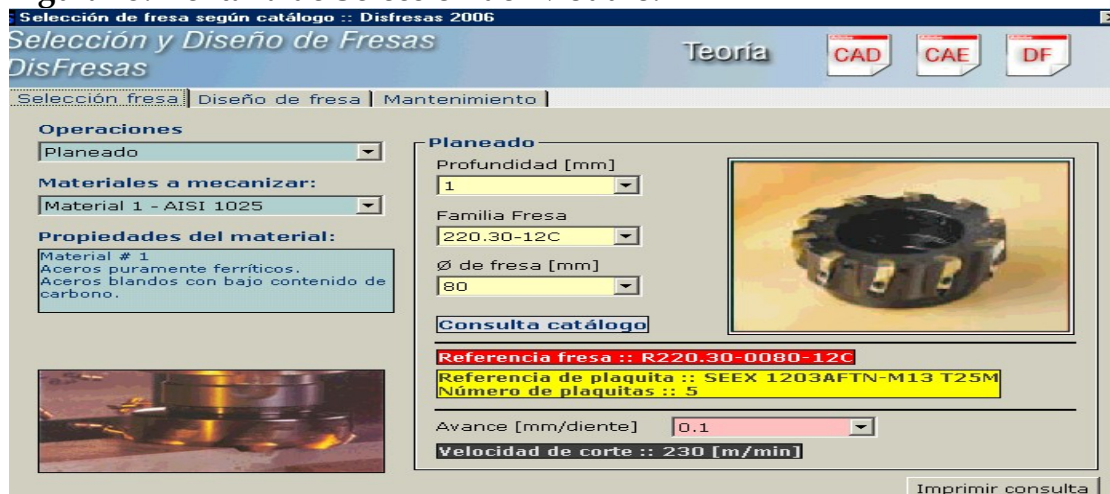 Selección de fresa según catálogo :: Disfresas 2006
Selección y Diseño de Fresas
DisFresas
Teoría
CAD
CAE
DF
Selección fresa
Diseño de fresa
Mantenimiento
Operaciones
Planeado
Materiales a mecanizar:
Material 1 - AISI 1025
Propiedades del material:
Material # 1
Aceros puramente ferríticos.
Aceros blandos con bajo contenido de
carbono.
Planeado
Profundidad [mm]
1
Familia Fresa
220.30-12C
Ø de fresa [mm]
80
Consulta catálogo
Referencia fresa :: R220.30-0080-12C
Referencia de plaquita :: SEEX 1203AFTN-M13 T25M
Número de plaquitas :: 5
Avance [mm/diente]
0.1
Velocidad de corte :: 230 [m/min]
Imprimir consulta